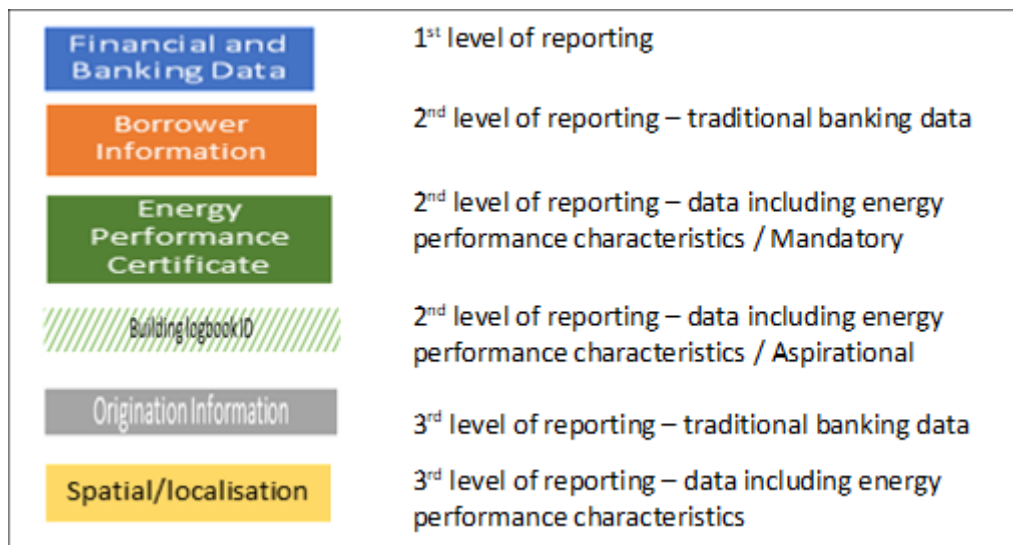 Financial and
Banking Data
1st level of reporting
Borrower
Information
2nd level of reporting – traditional banking data
Energy
Performance
Certificate
2nd level of reporting – data including energy
performance characteristics / Mandatory
Building logbook ID
2nd level of reporting – data including energy
performance characteristics / Aspirational
Origination Information
3rd level of reporting – traditional banking data
Spatial/localisation
3rd level of reporting – data including energy
performance characteristics